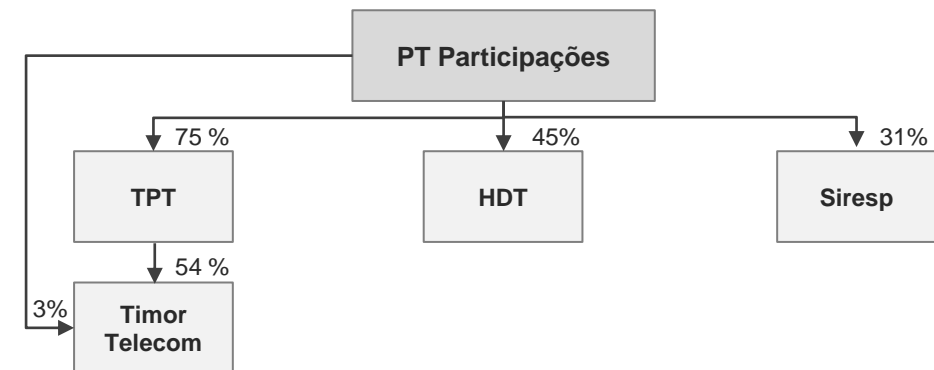 PT Participações
75 %
45%
31%
TPT
HDT
Siresp
54 %
3%
Timor
Telecom